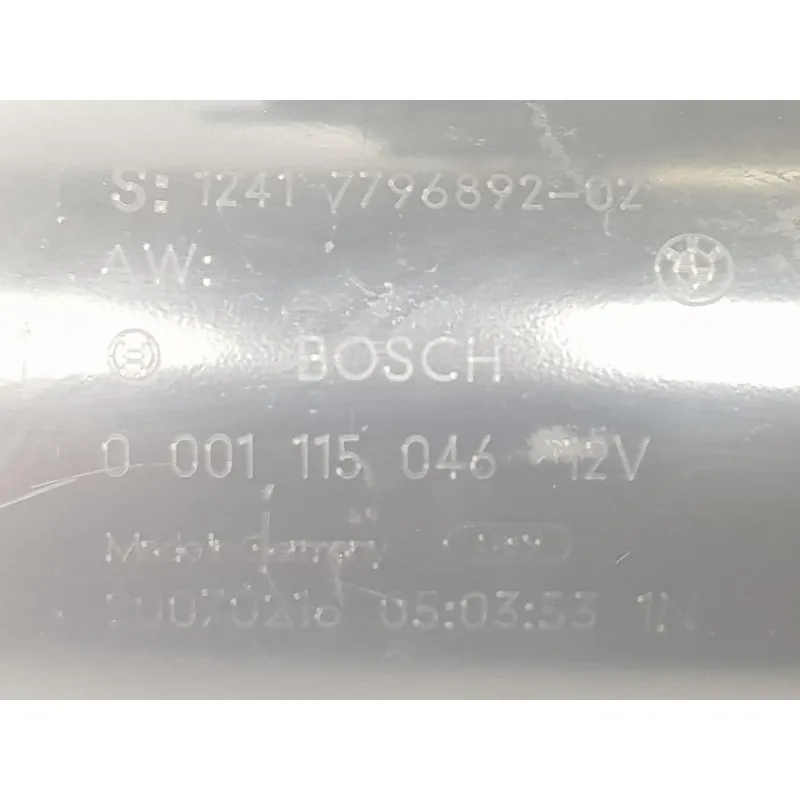 S: 1241 7796892-02
AW:
BOSCH
0 001 115 046 12V
Made in Germany
20070216 05:03:53 1N